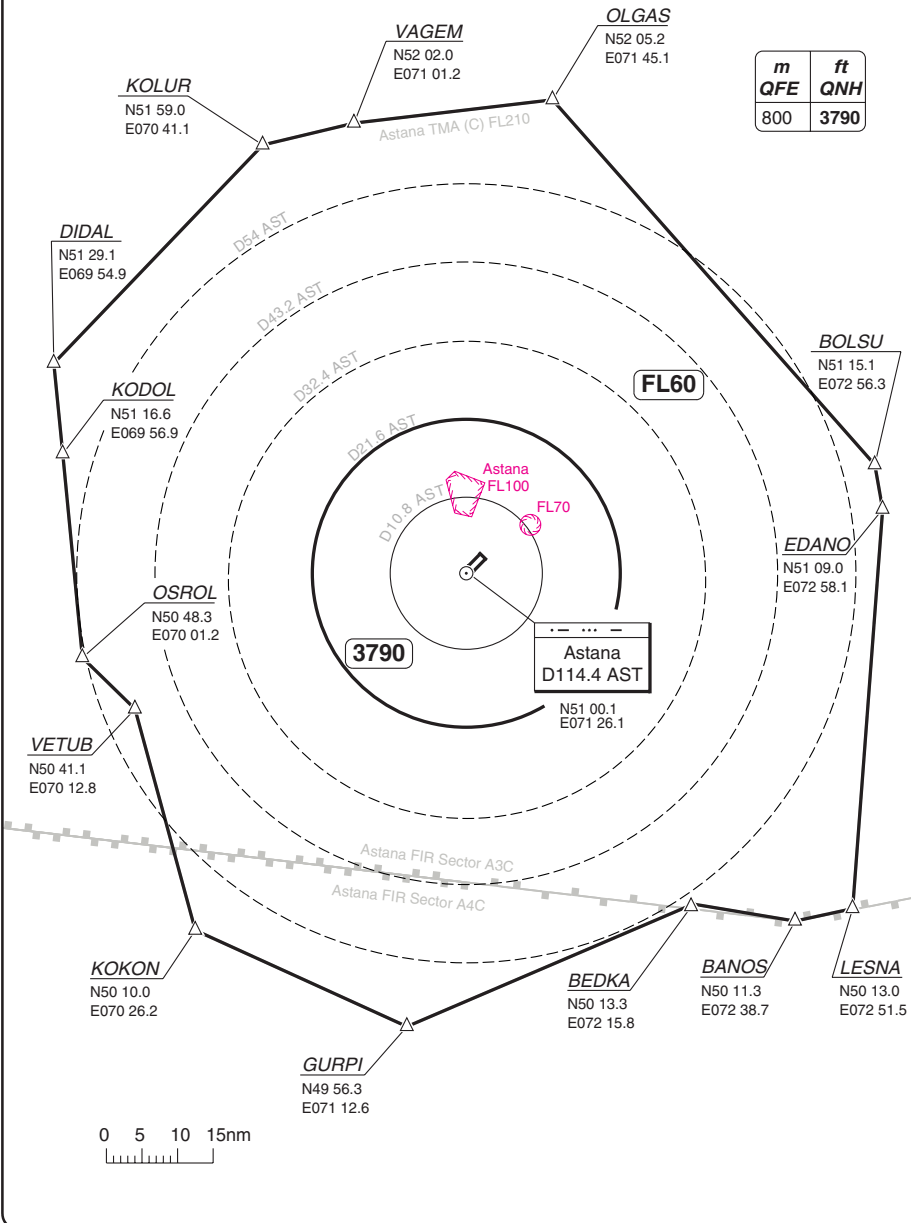 OLGAS
N52 05.2
E071 45.1
VAGEM
N52 02.0
E071 01.2
m
ft
QFE
QNH
800
3790
KOLUR
N51 59.0
E070 41.1
Astana TMA (C) FL210
DIDAL
N51 29.1
E069 54.9
D54 AST
D43.2 AST
D32.4 AST
D21.6 AST
D10.8 AST
BOLSU
N51 15.1
E072 56.3
FL60
KODOL
N51 16.6
E069 56.9
Astana
FL100
FL70
EDANO
N51 09.0
E072 58.1
OSROL
N50 48.3
E070 01.2
3790
Astana
D114.4 AST
N51 00.1
E071 26.1
VETUB
N50 41.1
E070 12.8
Astana FIR Sector A3C
Astana FIR Sector A4C
KOKON
N50 10.0
E070 26.2
BEDKA
N50 13.3
E072 15.8
BANOS
N50 11.3
E072 38.7
LESNA
N50 13.0
E072 51.5
GURPI
N49 56.3
E071 12.6
0 5 10 15nm